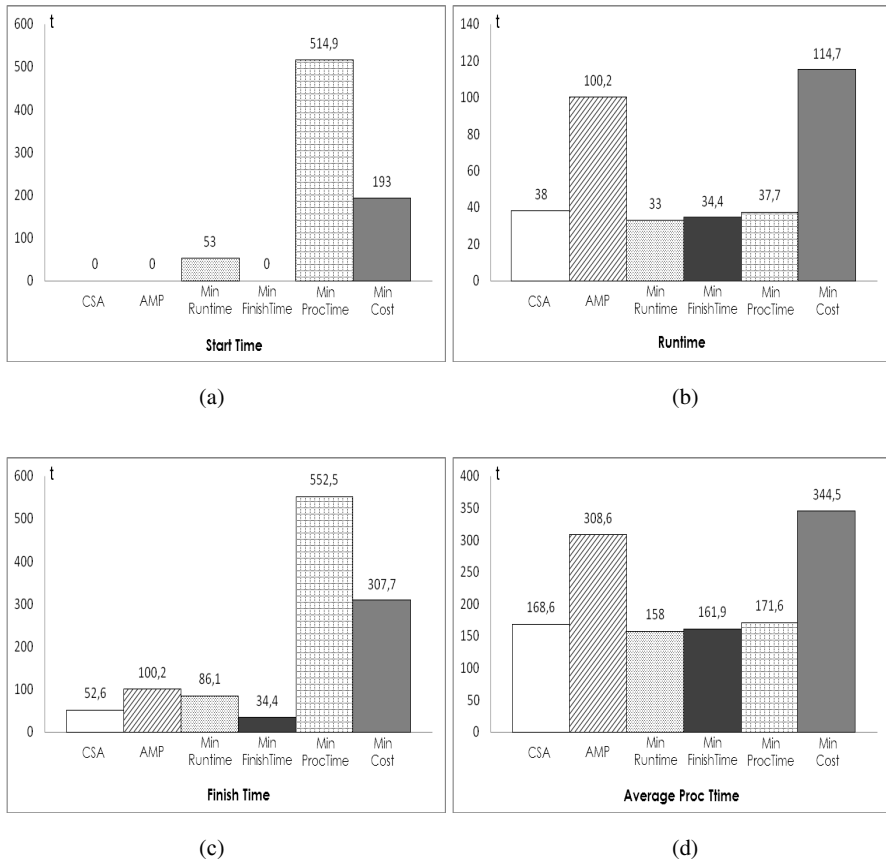 600
t
500
400
300
200
100
0
0
0
53
0
514,9
193
CSA
AMP
Min
Runtime
Min
FinishTime
Min
ProcTime
Min
Cost
Start Time
(a)
140
t
120
100
80
60
40
20
0
38
100,2
33
34,4
37,7
114,7
CSA
AMP
Min
Runtime
Min
FinishTime
Min
ProcTime
Min
Cost
Runtime
(b)
600
t
500
400
300
200
100
0
52,6
100,2
86,1
34,4
552,5
307,7
CSA
AMP
Min
Runtime
Min
FinishTime
Min
ProcTime
Min
Cost
Finish Time
(c)
400
t
350
300
250
200
150
100
50
0
168,6
308,6
158
161,9
171,6
344,5
CSA
AMP
Min
Runtime
Min
FinishTime
Min
ProcTime
Min
Cost
Average Proc Ttime
(d)